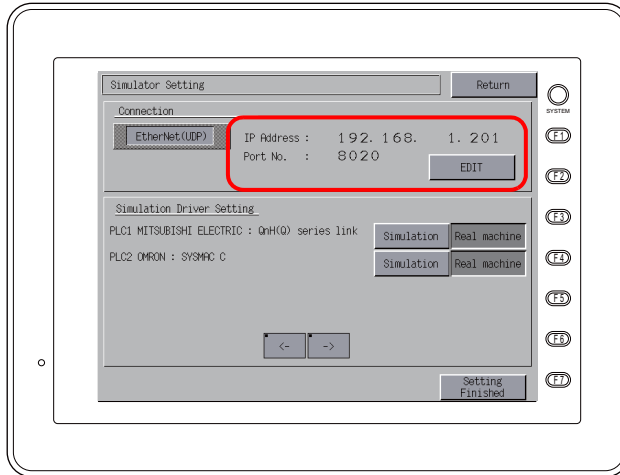 Simulator Setting
Return
SYSTEM
Connection
EtherNet(UDP)
IP Address : 192. 168. 1. 201
Port No. : 8020
EDIT
F1
F2
Simulation Driver Setting
PLC1 MITSUBISHI ELECTRIC : QnH(Q) series link
Simulation
Real machine
F3
PLC2 OMRON : SYSMAC C
Simulation
Real machine
F4
F5
<-
->
F6
Setting
Finished
F7